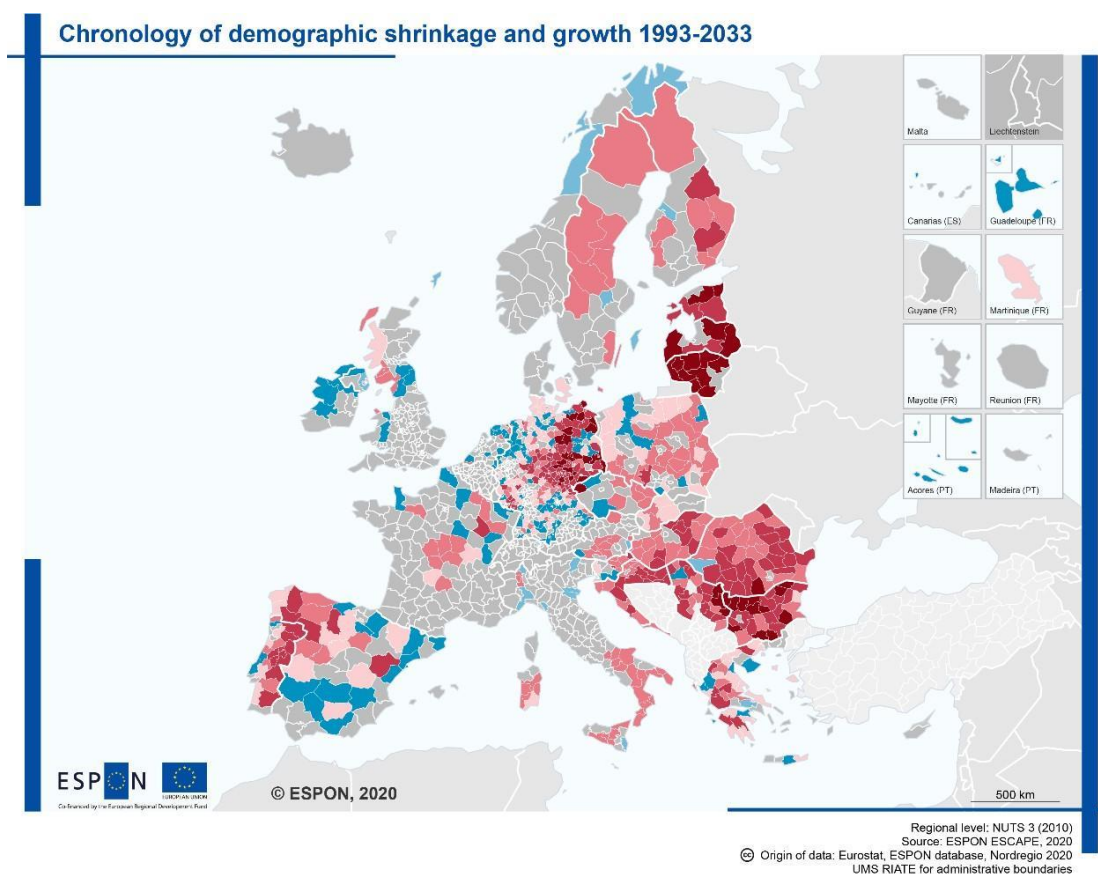 Chronology of demographic shrinkage and growth 1993-2033
Malta
Liechtenstein
Canarias (ES)
Guadeloupe (FR)
Guyane (FR)
Martinique (FR)
Mayotte (FR)
Reunion (FR)
Acores (PT)
Madeira (PT)
ESPON
EUROPEAN UNION
Co-financed by the European Regional Development Fund
© ESPON, 2020
500 km
Regional level: NUTS 3 (2010)
Source: ESPON ESCAPE, 2020
Origin of data: Eurostat, ESPON database, Nordregio 2020
UMS RIATE for administrative boundaries